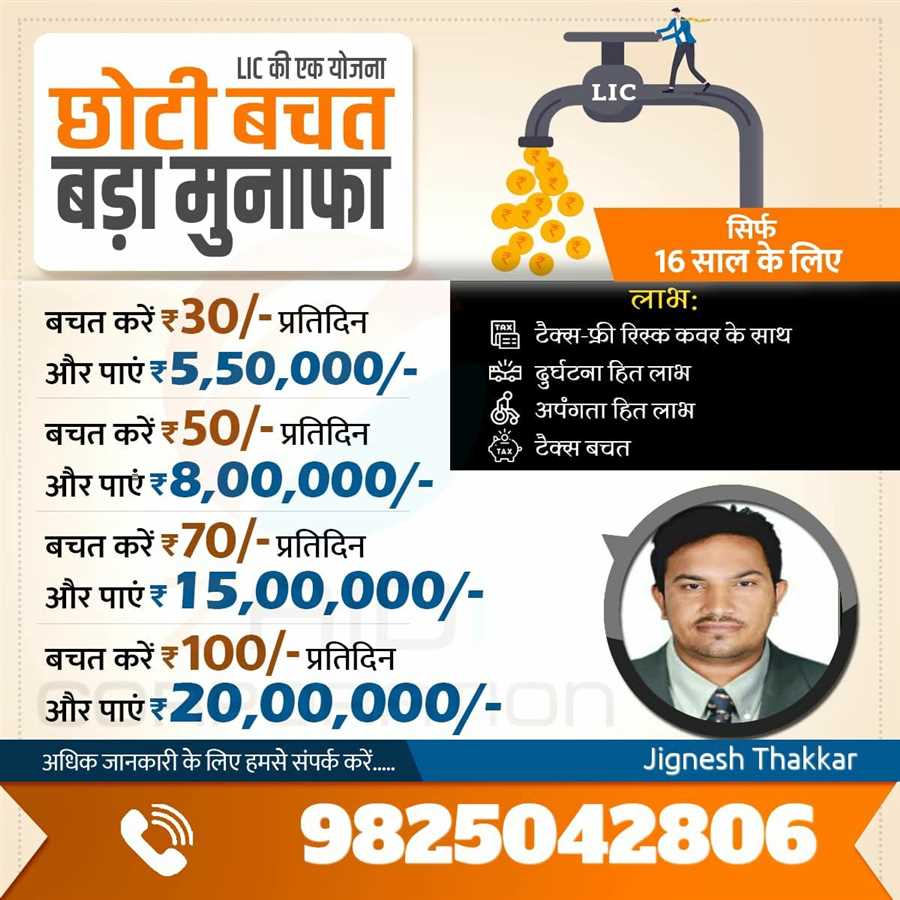 LIC की एक योजना
छोटी बचत
बड़ा मुनाफा
LIC
सिर्फ
16 साल के लिए
बचत करें ₹30/- प्रतिदिन
और पाएं ₹5,50,000/-
बचत करें ₹50/- प्रतिदिन
और पाएं ₹8,00,000/-
बचत करें ₹70/- प्रतिदिन
और पाएं ₹15,00,000/-
बचत करें ₹100/- प्रतिदिन
और पाएं ₹20,00,000/-
लाभ:
TAX
टैक्स-फ्री रिस्क कवर के साथ
दुर्घटना हित लाभ
अपंगता हित लाभ
TAX
टैक्स बचत
अधिक जानकारी के लिए हमसे संपर्क करें.....
Jignesh Thakkar
9825042806